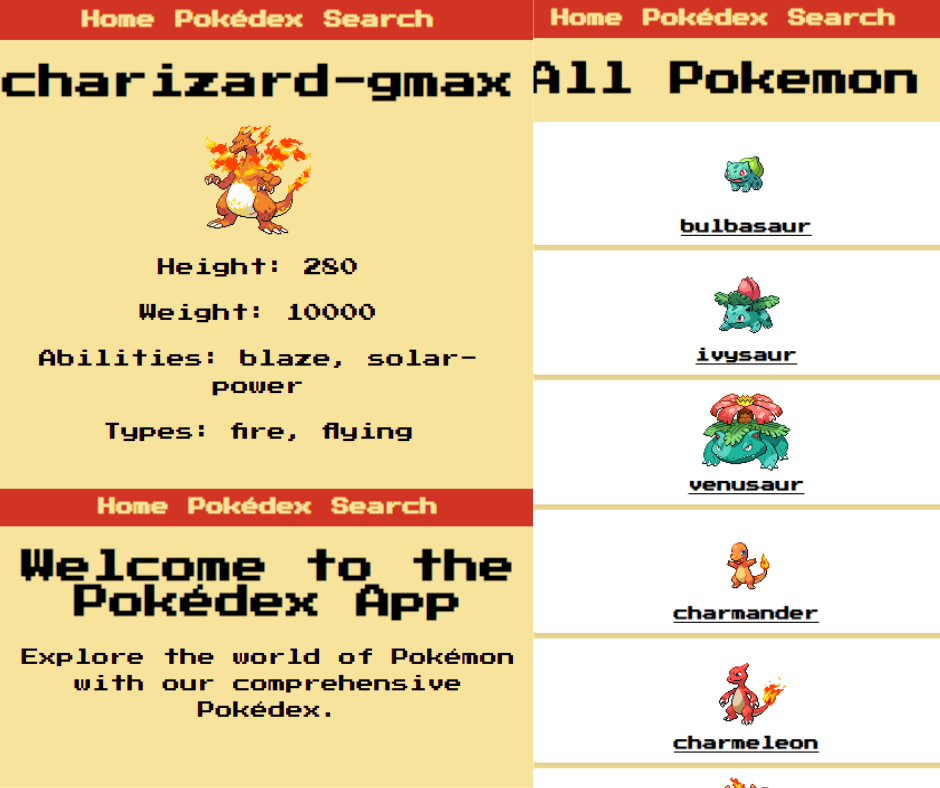 Home Pokédex Search
charizard-gmax
Height: 280
Weight: 10000
Abilities: blaze, solar-
power
Types: fire, flying
Home Pokédex Search
Welcome to the
Pokédex App
Explore the world of Pokémon
with our comprehensive
Pokédex.
Home Pokédex Search
All Pokemon
bulbasaur
ivysaur
venusaur
charmander
charmeleon